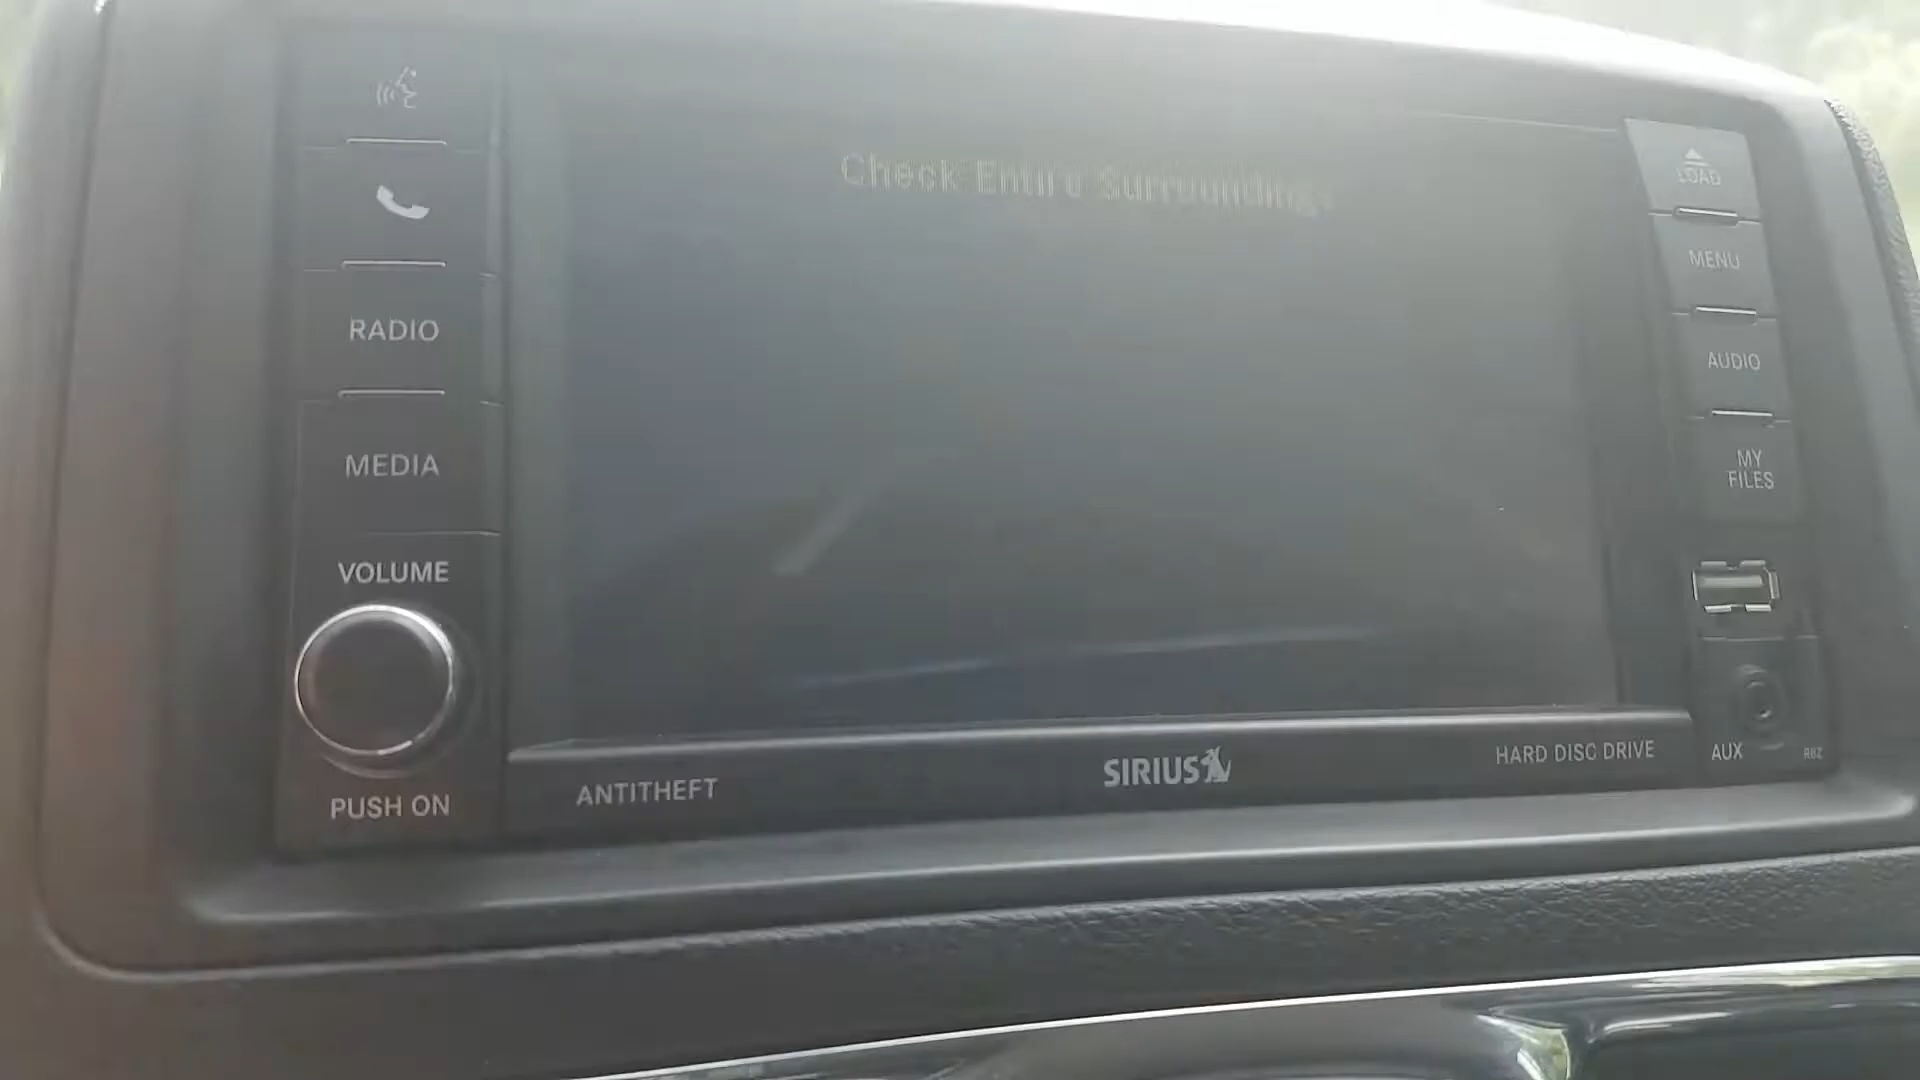 Check Entire Surroundings
LOAD
MENU
RADIO
AUDIO
MEDIA
MY
FILES
VOLUME
SIRIUS
HARD DISC DRIVE
AUX
RBZ
ANTITHEFT
PUSH ON